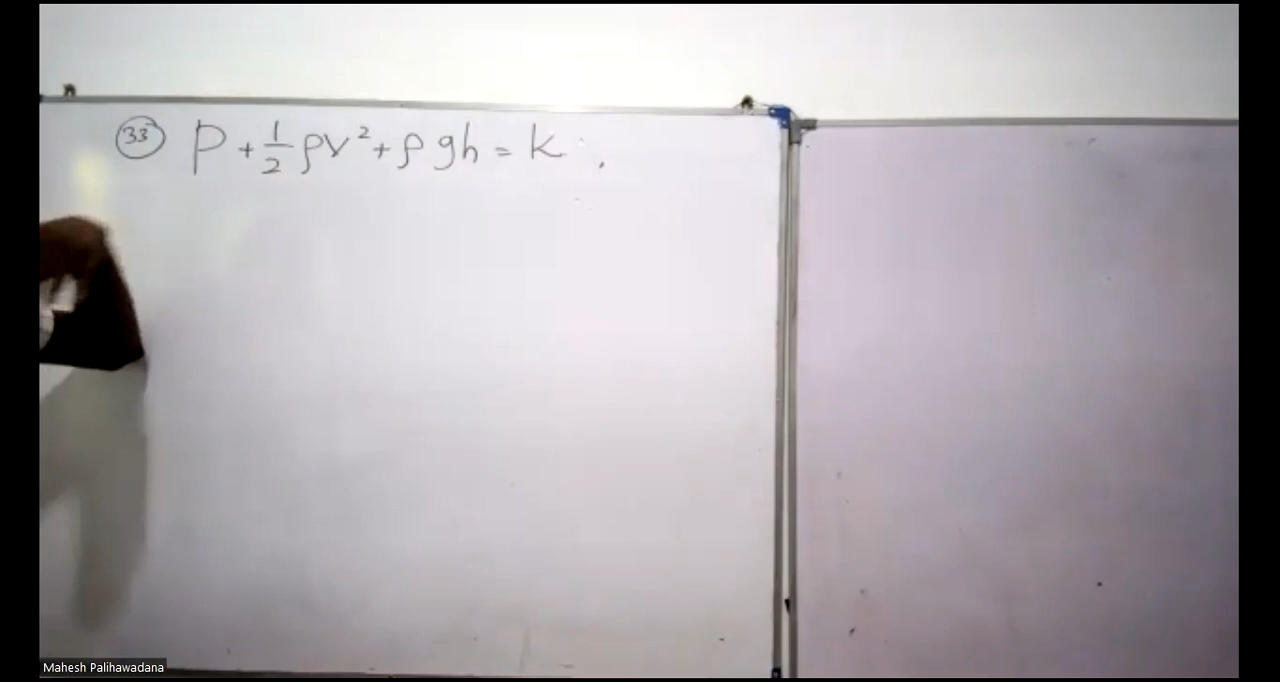 33 P + 1/2 ρv² + ρgh = k
Mahesh Palihawadana